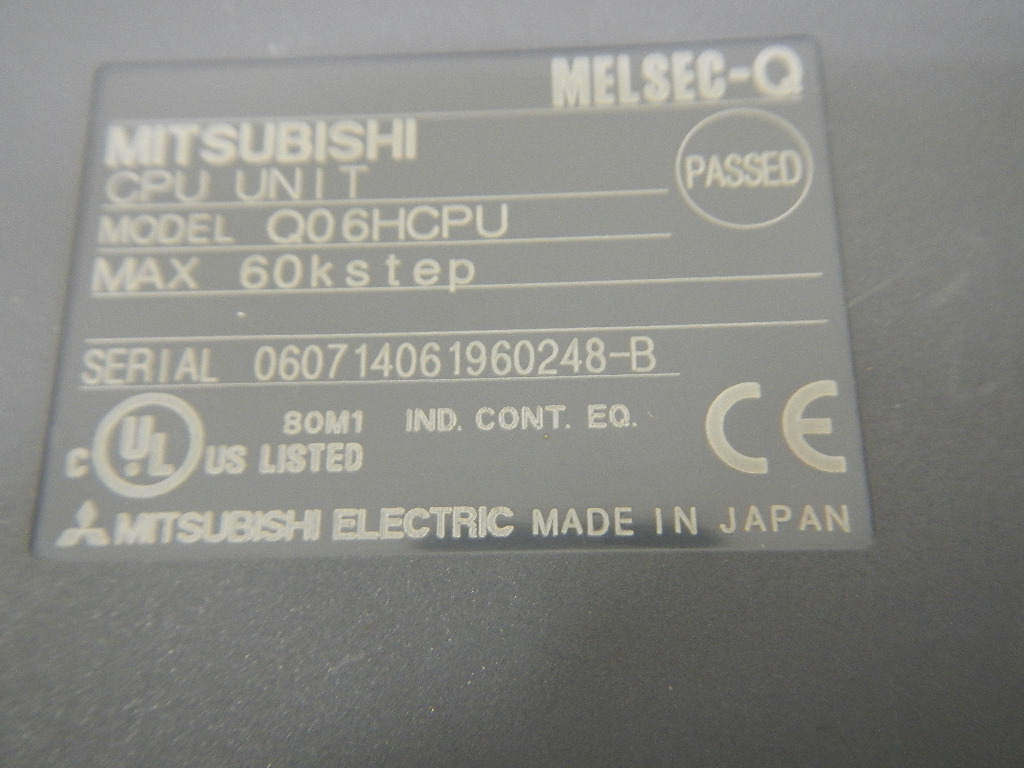 MELSEC-Q
MITSUBISHI
PASSED
CPU UNIT
MODEL Q06HCPU
MAX 60kstep
SERIAL 060714061960248-B
80M1 IND. CONT. EQ.
C UL US LISTED
CE
MITSUBISHI ELECTRIC MADE IN JAPAN